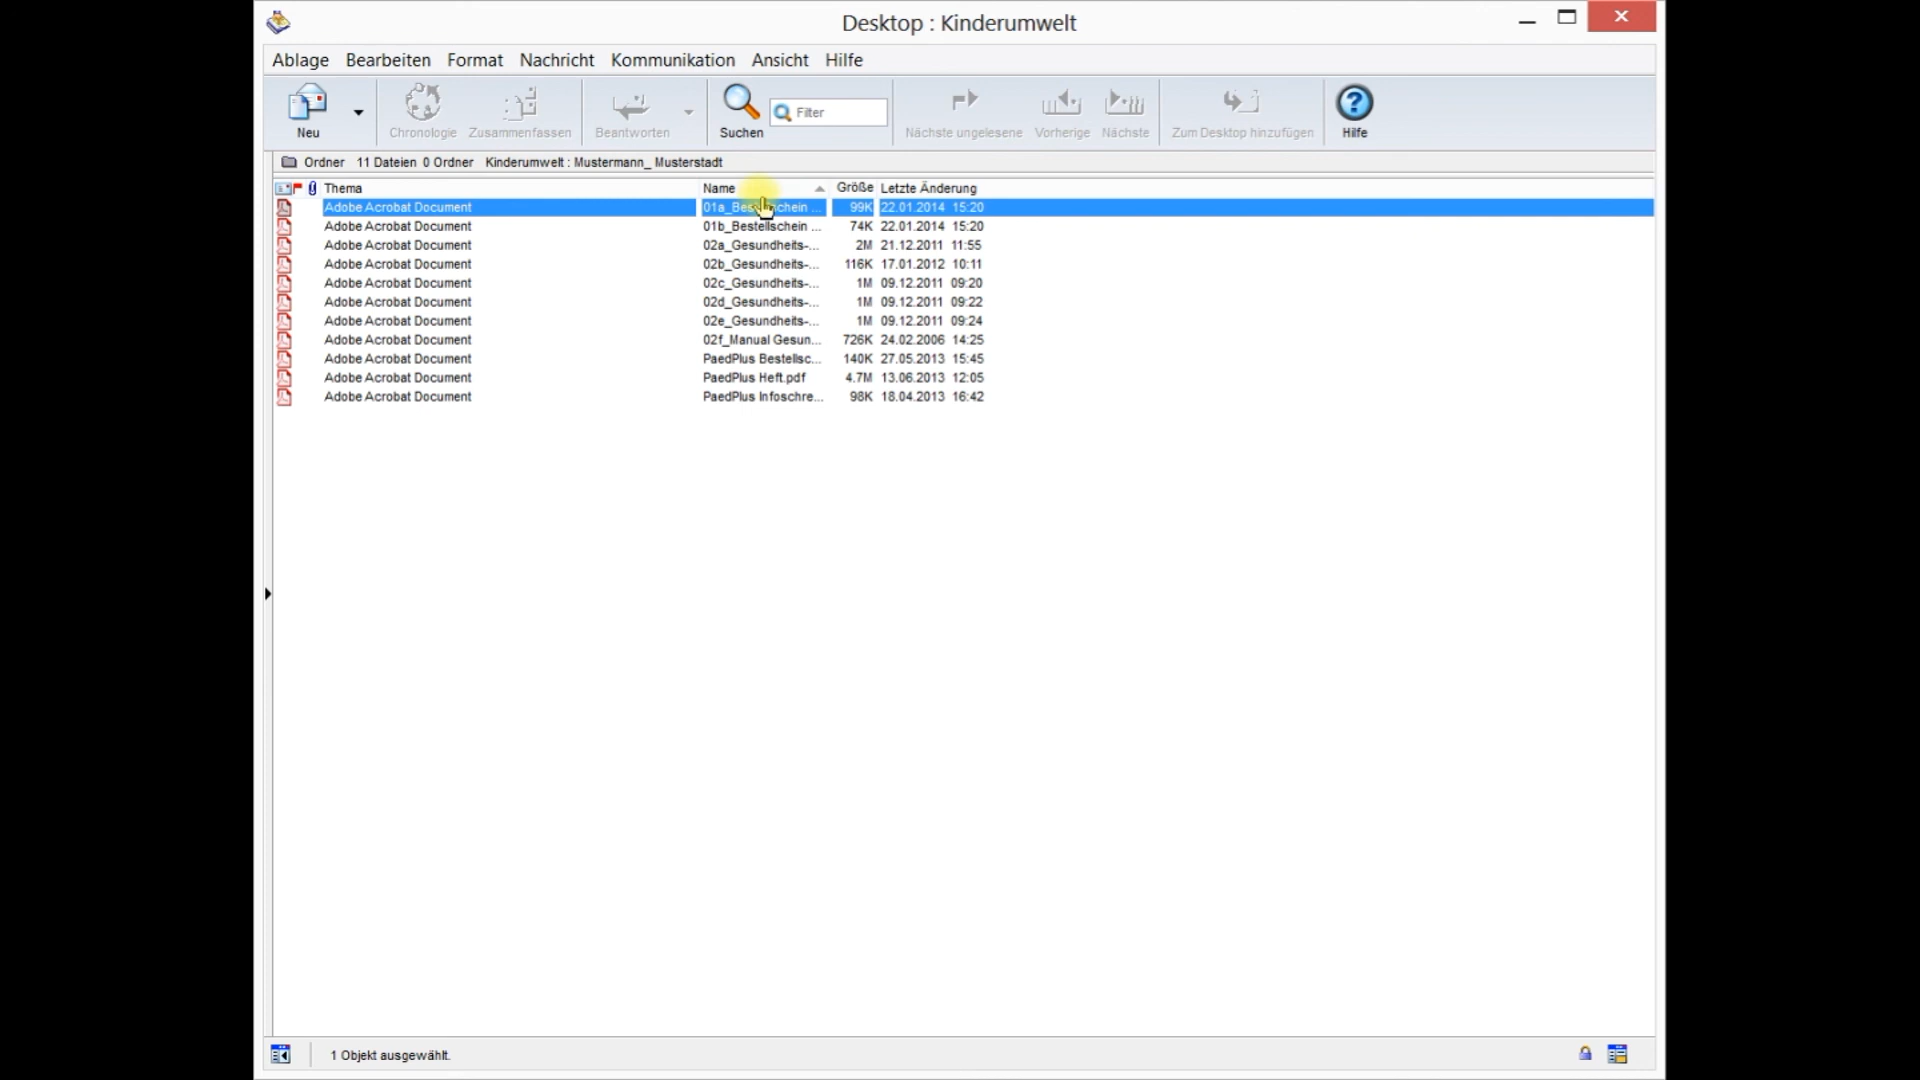 Desktop : Kinderumwelt
Ablage Bearbeiten Format Nachricht Kommunikation Ansicht Hilfe
Neu Chronologie Zusammenfassen Beantworten Suchen Filter Nächste ungelesene Vorherige Nächste Zum Desktop hinzufügen Hilfe
Ordner 11 Dateien 0 Ordner Kinderumwelt : Mustermann_ Musterstadt
Thema Name Größe Letzte Änderung
Adobe Acrobat Document 01a_Bestellschein ... 99K 22.01.2014 15:20
Adobe Acrobat Document 01b_Bestellschein ... 74K 22.01.2014 15:20
Adobe Acrobat Document 02a_Gesundheits-... 2M 21.12.2011 11:55
Adobe Acrobat Document 02b_Gesundheits-... 116K 17.01.2012 10:11
Adobe Acrobat Document 02c_Gesundheits-... 1M 09.12.2011 09:20
Adobe Acrobat Document 02d_Gesundheits-... 1M 09.12.2011 09:22
Adobe Acrobat Document 02e_Gesundheits-... 1M 09.12.2011 09:24
Adobe Acrobat Document 02f_Manual Gesun... 726K 24.02.2006 14:25
Adobe Acrobat Document PaedPlus Bestellsc... 140K 27.05.2013 15:45
Adobe Acrobat Document PaedPlus Heft.pdf 4.7M 13.06.2013 12:05
Adobe Acrobat Document PaedPlus Infoschre... 98K 18.04.2013 16:42
1 Objekt ausgewählt.